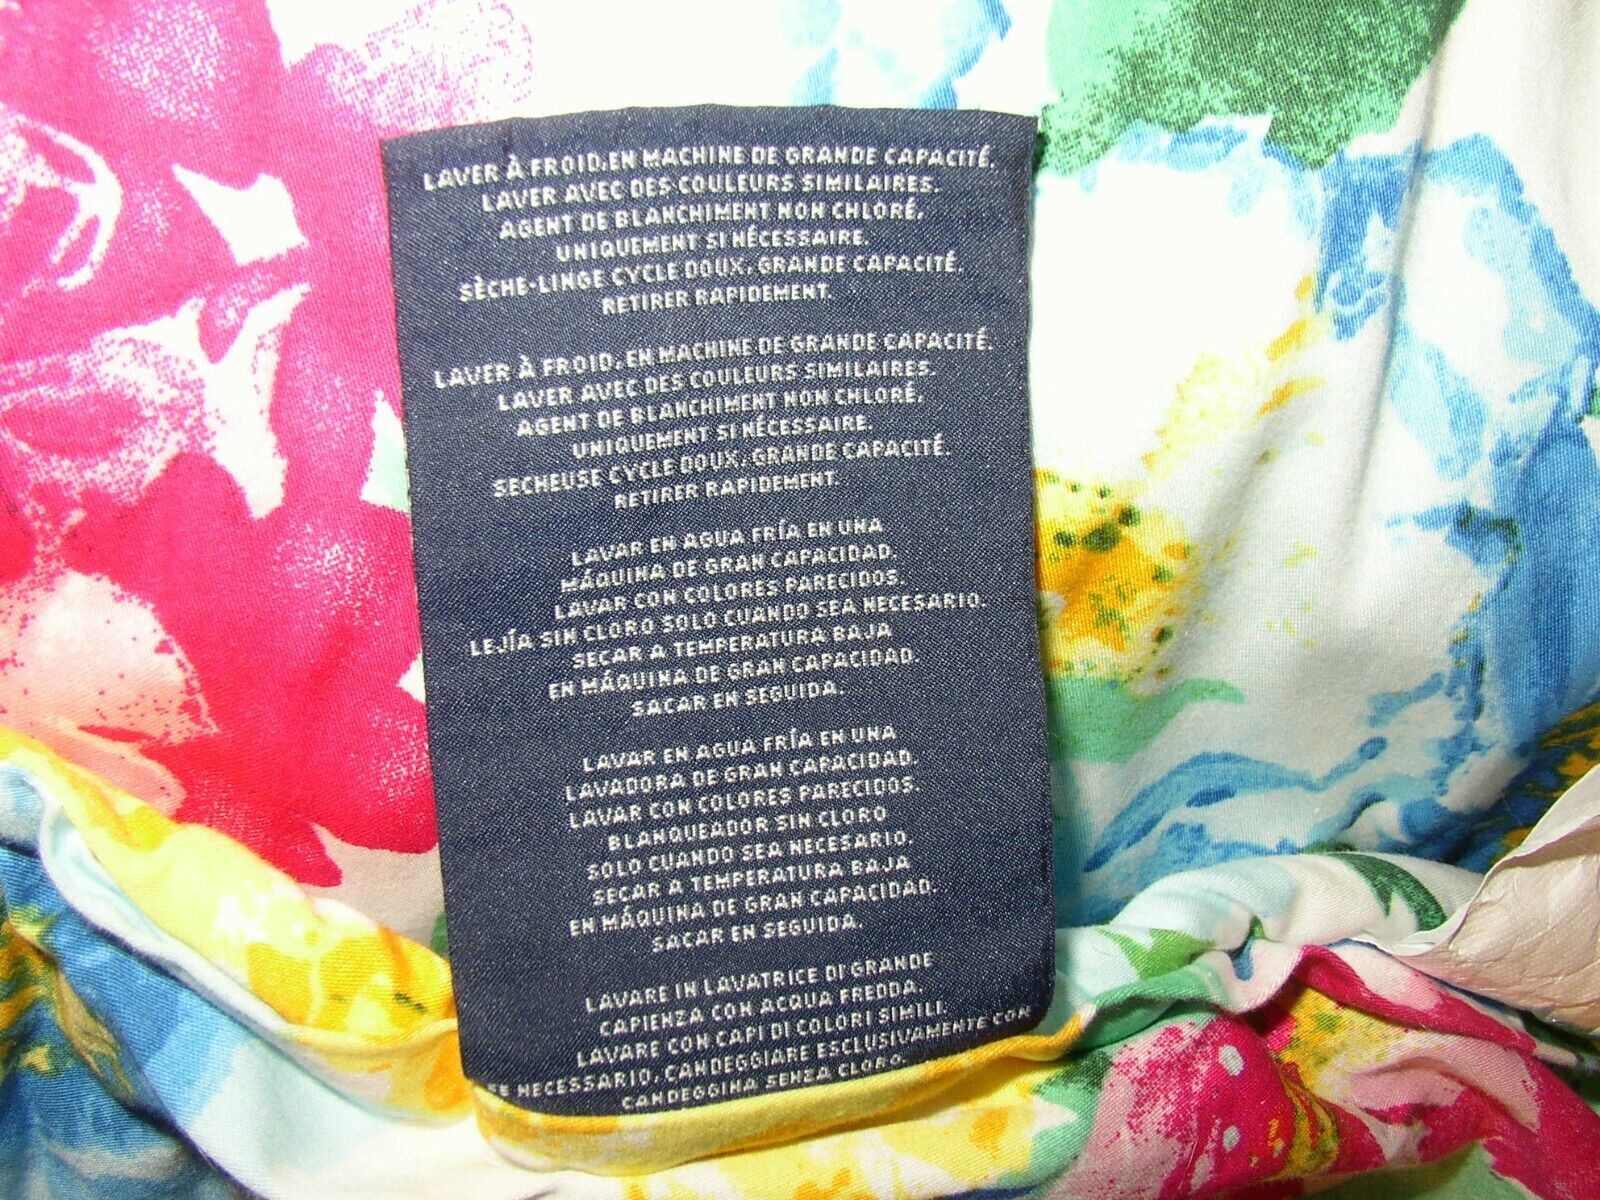 LAVER À FROID, EN MACHINE DE GRANDE CAPACITÉ.
LAVER AVEC DES COULEURS SIMILAIRES.
AGENT DE BLANCHIMENT NON CHLORÉ,
UNIQUEMENT SI NÉCESSAIRE.
SÈCHE-LINGE CYCLE DOUX, GRANDE CAPACITÉ.
RETIRER RAPIDEMENT.
LAVER À FROID, EN MACHINE DE GRANDE CAPACITÉ.
LAVER AVEC DES COULEURS SIMILAIRES.
AGENT DE BLANCHIMENT NON CHLORÉ,
UNIQUEMENT SI NÉCESSAIRE.
SECHEUSE CYCLE DOUX, GRANDE CAPACITÉ.
RETIRER RAPIDEMENT.
LAVAR EN AGUA FRÍA EN UNA
MÁQUINA DE GRAN CAPACIDAD.
LAVAR CON COLORES PARECIDOS.
LEJÍA SIN CLORO SOLO CUANDO SEA NECESARIO.
SECAR A TEMPERATURA BAJA
EN MÁQUINA DE GRAN CAPACIDAD.
SACAR EN SEGUIDA.
LAVAR EN AGUA FRÍA EN UNA
LAVADORA DE GRAN CAPACIDAD.
LAVAR CON COLORES PARECIDOS.
BLANQUEADOR SIN CLORO
SOLO CUANDO SEA NECESARIO.
SECAR A TEMPERATURA BAJA
EN MÁQUINA DE GRAN CAPACIDAD.
SACAR EN SEGUIDA.
LAVARE IN LAVATRICE DI GRANDE
CAPIENZA CON ACQUA FREDDA.
LAVARE CON CAPI DI COLORI SIMILI.
SE NECESSARIO, CANDEGGIARE ESCLUSIVAMENTE CON
CANDEGGINA SENZA CLORO.